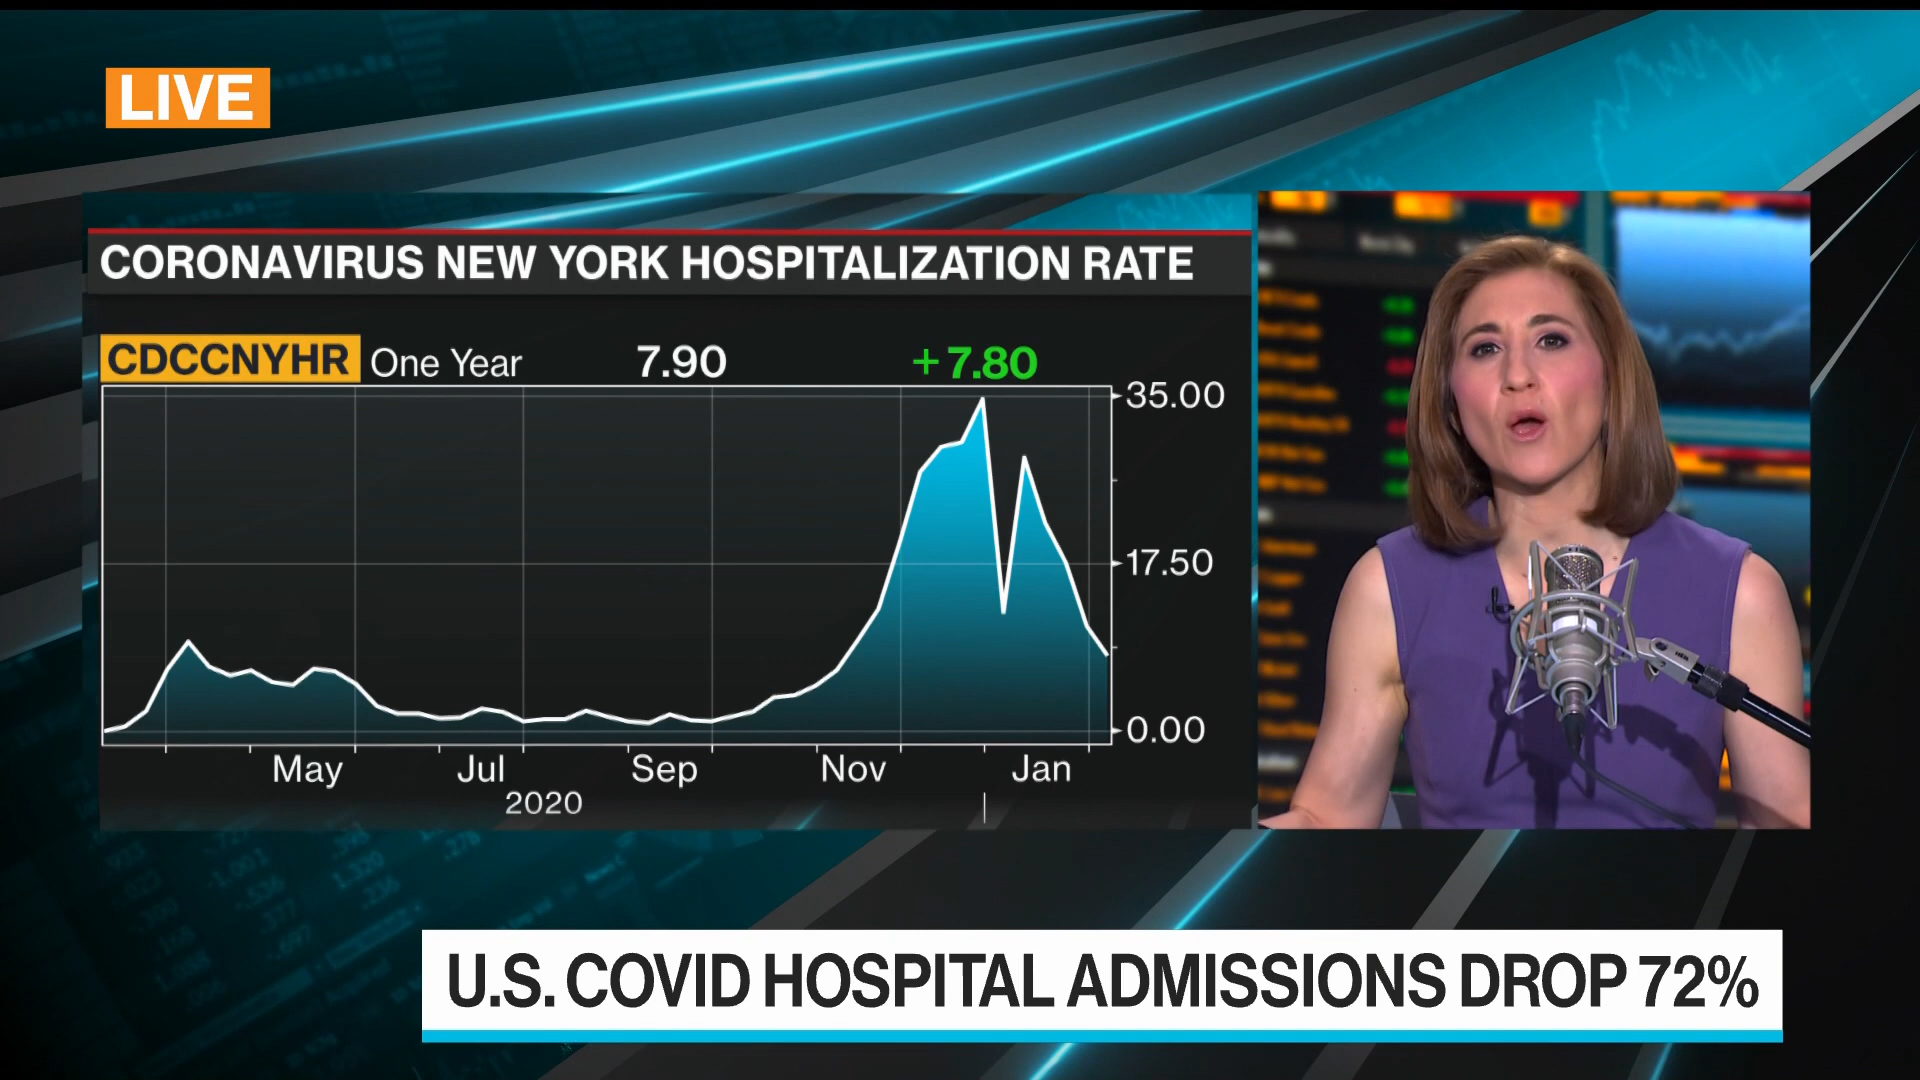 LIVE
CORONAVIRUS NEW YORK HOSPITALIZATION RATE
CDCCNYHR One Year 7.90 +7.80
35.00
17.50
0.00
May Jul Sep Nov Jan
2020
U.S. COVID HOSPITAL ADMISSIONS DROP 72%